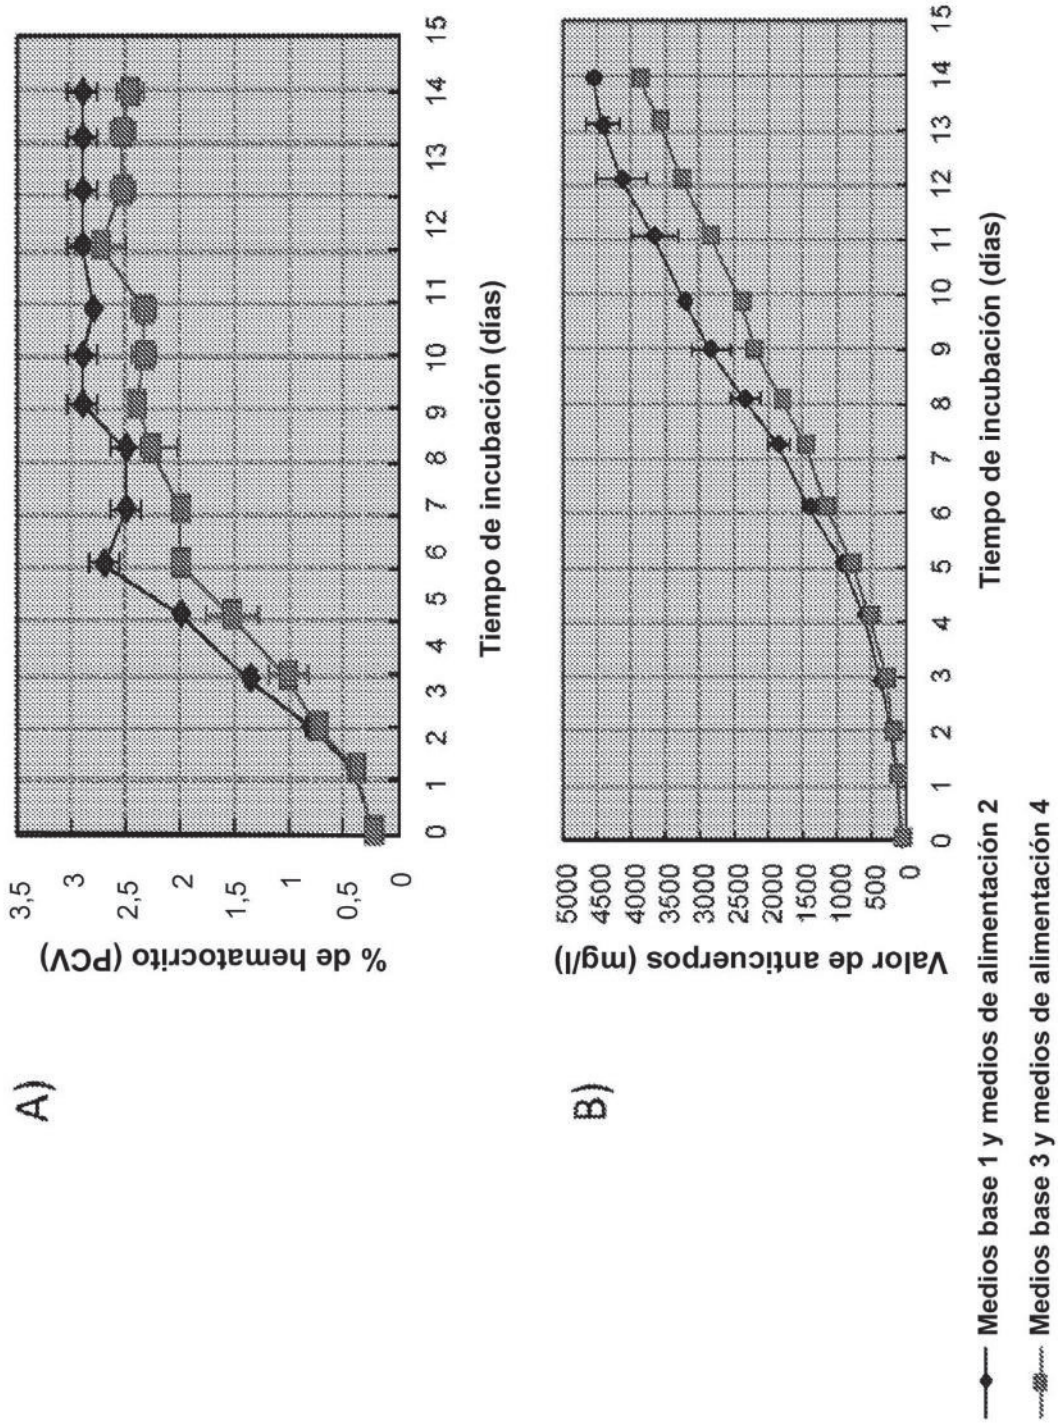 A)
% de hematocrito (PCV)
3,5
3
2,5
2
1,5
1
0,5
0
0 1 2 3 4 5 6 7 8 9 10 11 12 13 14 15
Tiempo de incubación (días)
B)
Valor de anticuerpos (mg/l)
5000
4500
4000
3500
3000
2500
2000
1500
1000
500
0
0 1 2 3 4 5 6 7 8 9 10 11 12 13 14 15
Tiempo de incubación (días)
Medios base 1 y medios de alimentación 2
Medios base 3 y medios de alimentación 4